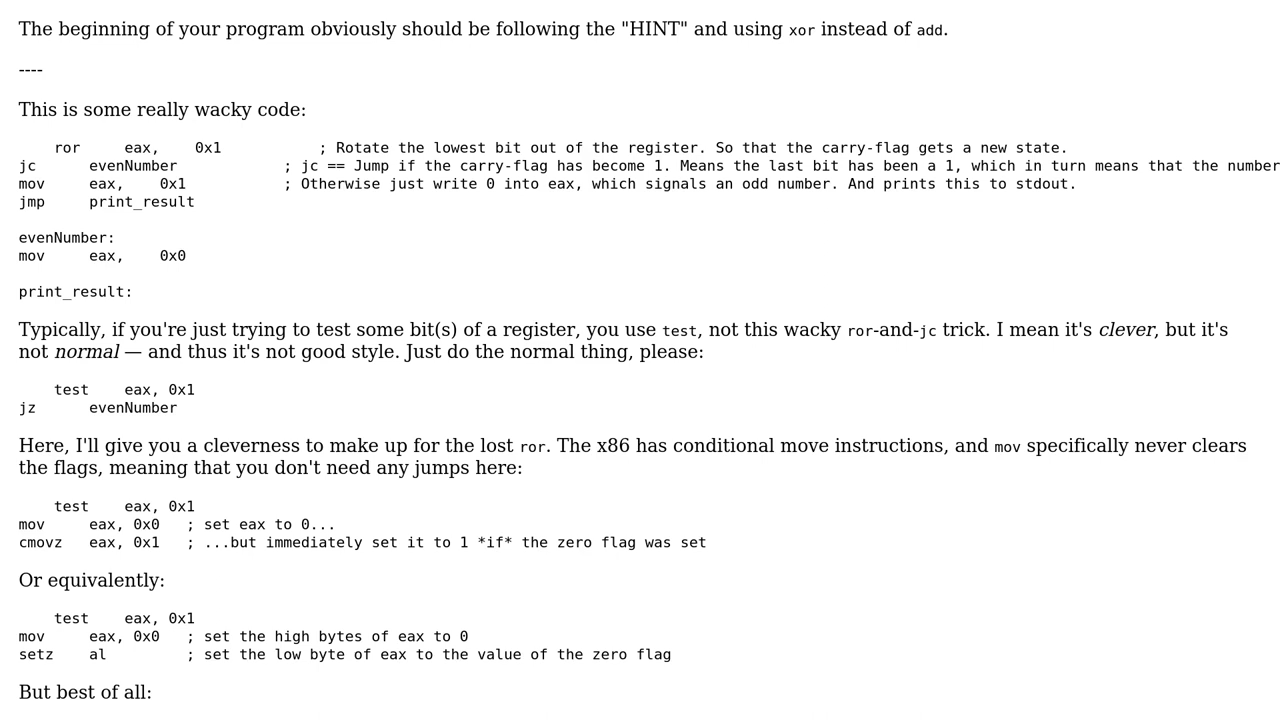 The beginning of your program obviously should be following the "HINT" and using xor instead of add.
----
This is some really wacky code:
ror     eax,    0x1           ; Rotate the lowest bit out of the register. So that the carry-flag gets a new state.
jc      evenNumber            ; jc == Jump if the carry-flag has become 1. Means the last bit has been a 1, which in turn means that the number
mov     eax,    0x1           ; Otherwise just write 0 into eax, which signals an odd number. And prints this to stdout.
jmp     print_result
evenNumber:
mov     eax,    0x0
print_result:
Typically, if you're just trying to test some bit(s) of a register, you use test, not this wacky ror-and-jc trick. I mean it's clever, but it's
not normal — and thus it's not good style. Just do the normal thing, please:
test    eax, 0x1
jz      evenNumber
Here, I'll give you a cleverness to make up for the lost ror. The x86 has conditional move instructions, and mov specifically never clears
the flags, meaning that you don't need any jumps here:
test    eax, 0x1
mov     eax, 0x0   ; set eax to 0...
cmovz   eax, 0x1   ; ...but immediately set it to 1 *if* the zero flag was set
Or equivalently:
test    eax, 0x1
mov     eax, 0x0   ; set the high bytes of eax to 0
setz    al         ; set the low byte of eax to the value of the zero flag
But best of all: